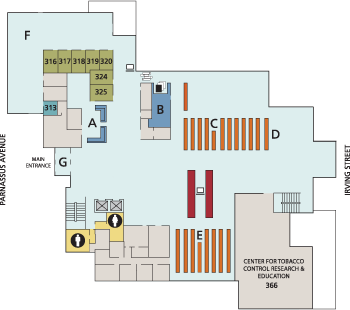 F
316 317 318 319 320
324
325
313
A
B
C
D
PARNASSUS AVENUE
MAIN
ENTRANCE
G
IRVING STREET
E
CENTER FOR TOBACCO
CONTROL RESEARCH &
EDUCATION
366